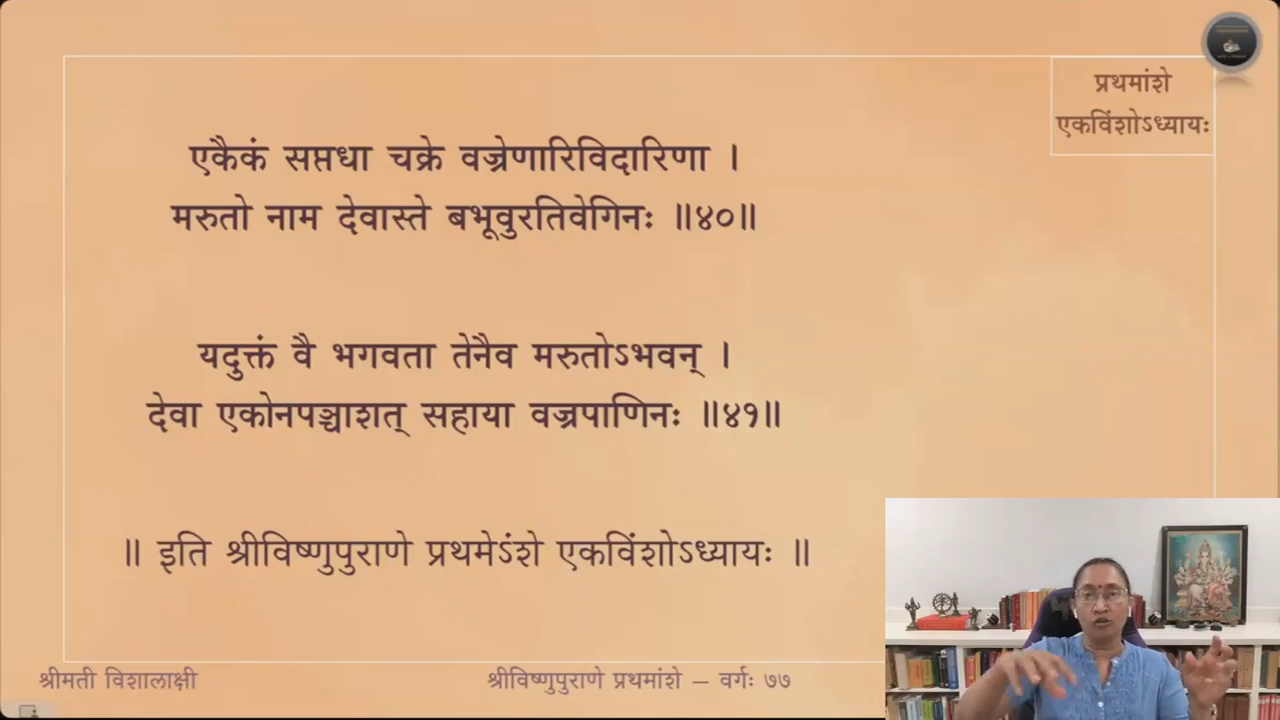 प्रथमांशे
एकविंशोऽध्यायः
एकैकं सप्तधा चक्रे वज्रेणारिविदारिणा ।
मरुतो नाम देवास्ते बभूवुरतिवेगिनः ॥४०॥
यदुक्तं वै भगवता तेनैव मरुतोऽभवन् ।
देवा एकोनपञ्चाशत् सहाया वज्रपाणिनः ॥४१॥
॥ इति श्रीविष्णुपुराणे प्रथमेऽंशे एकविंशोऽध्यायः ॥
श्रीमती विशालाक्षी
श्रीविष्णुपुराणे प्रथमांशे – वर्गः ७७